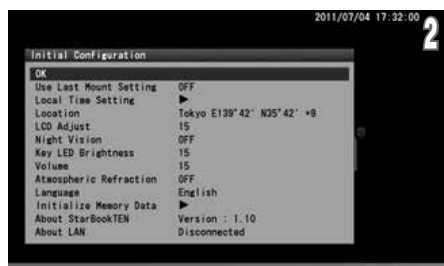 2011/07/04 17:32:00
2
Initial Configuration
OK
Use Last Mount Setting OFF
Local Time Setting ▶
Location Tokyo E139°42' N35°42' +9
LCD Adjust 15
Night Vision OFF
Key LED Brightness 15
Volume 15
Atmospheric Refraction OFF
Language English
Initialize Memory Data ▶
About StarBookTEN Version : 1.10
About LAN Disconnected